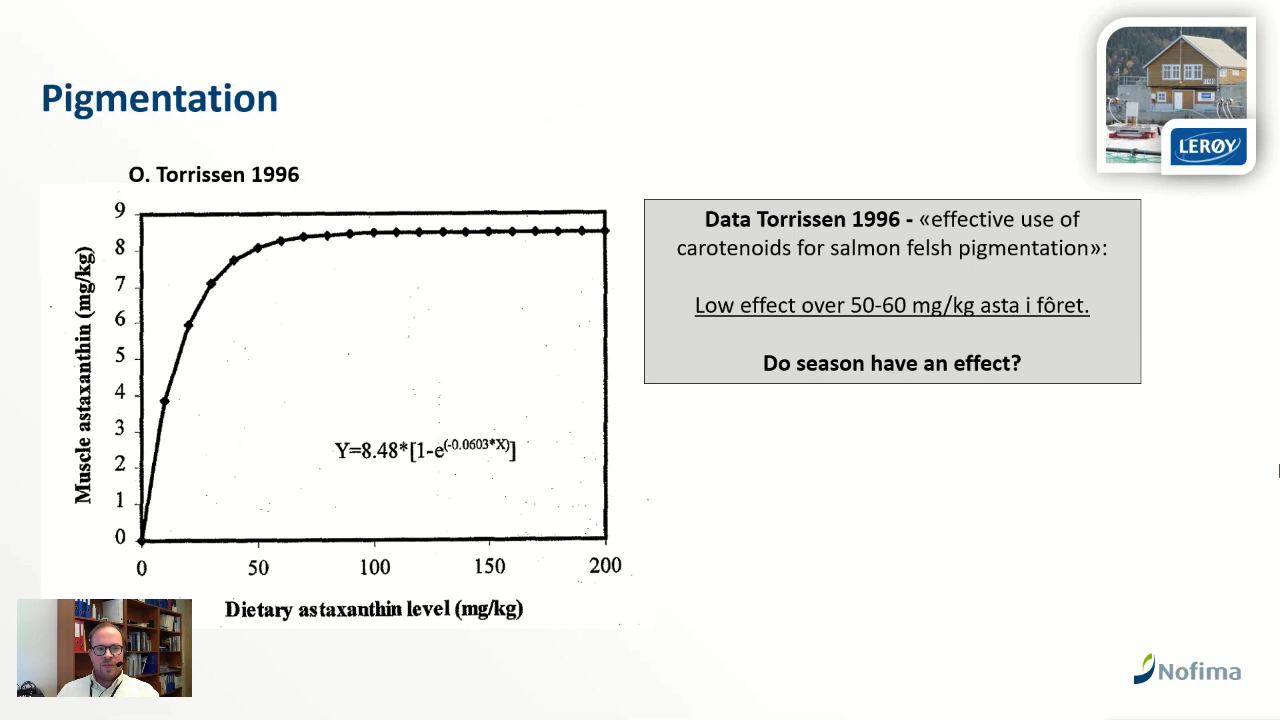 Pigmentation
LERØY
O. Torrissen 1996
9
8
7
6
5
4
3
2
1
0
Muscle astaxanthin (mg/kg)
Y=8.48*[1-e(-0.0603*X)]
0 50 100 150 200
Dietary astaxanthin level (mg/kg)
Data Torrissen 1996 - «effective use of
carotenoids for salmon felsh pigmentation»:
Low effect over 50-60 mg/kg asta i fôret.
Do season have an effect?
Nofima